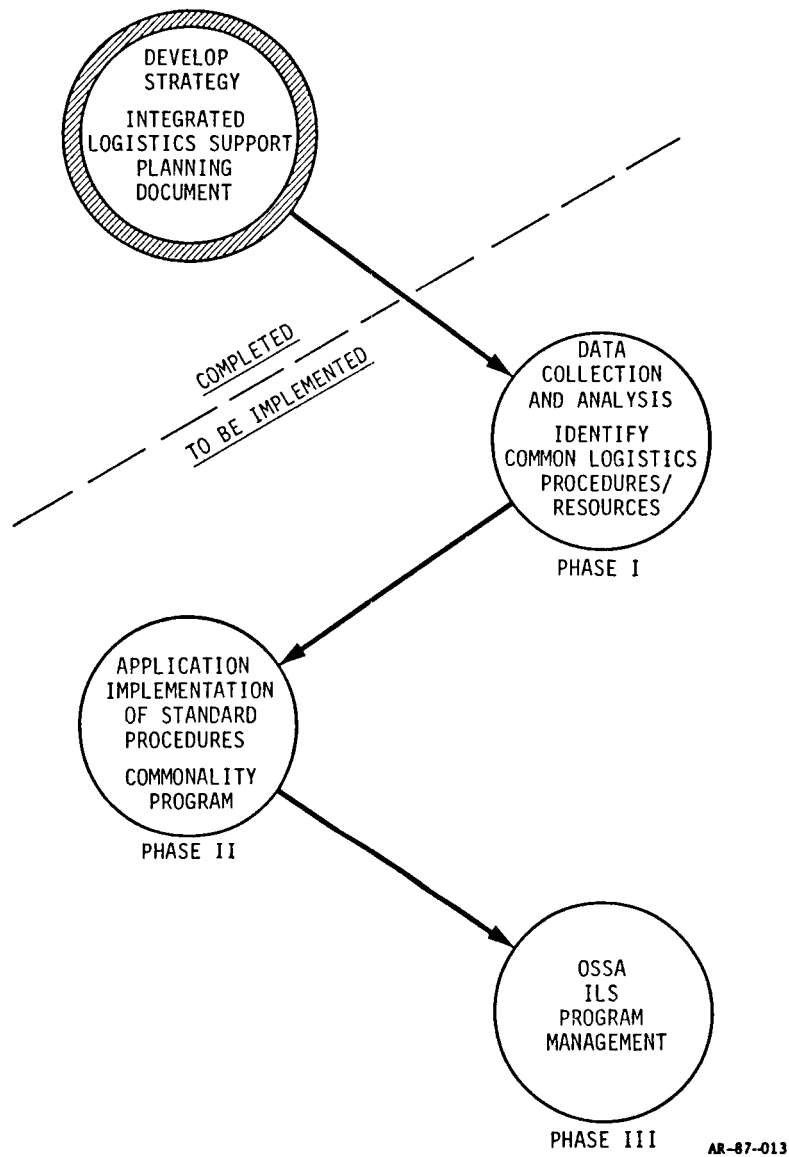 DEVELOP
STRATEGY
INTEGRATED
LOGISTICS SUPPORT
PLANNING
DOCUMENT
COMPLETED
TO BE IMPLEMENTED
DATA
COLLECTION
AND ANALYSIS
IDENTIFY
COMMON LOGISTICS
PROCEDURES/
RESOURCES
PHASE I
APPLICATION
IMPLEMENTATION
OF STANDARD
PROCEDURES
COMMONALITY
PROGRAM
PHASE II
OSSA
ILS
PROGRAM
MANAGEMENT
PHASE III
AR-87-013